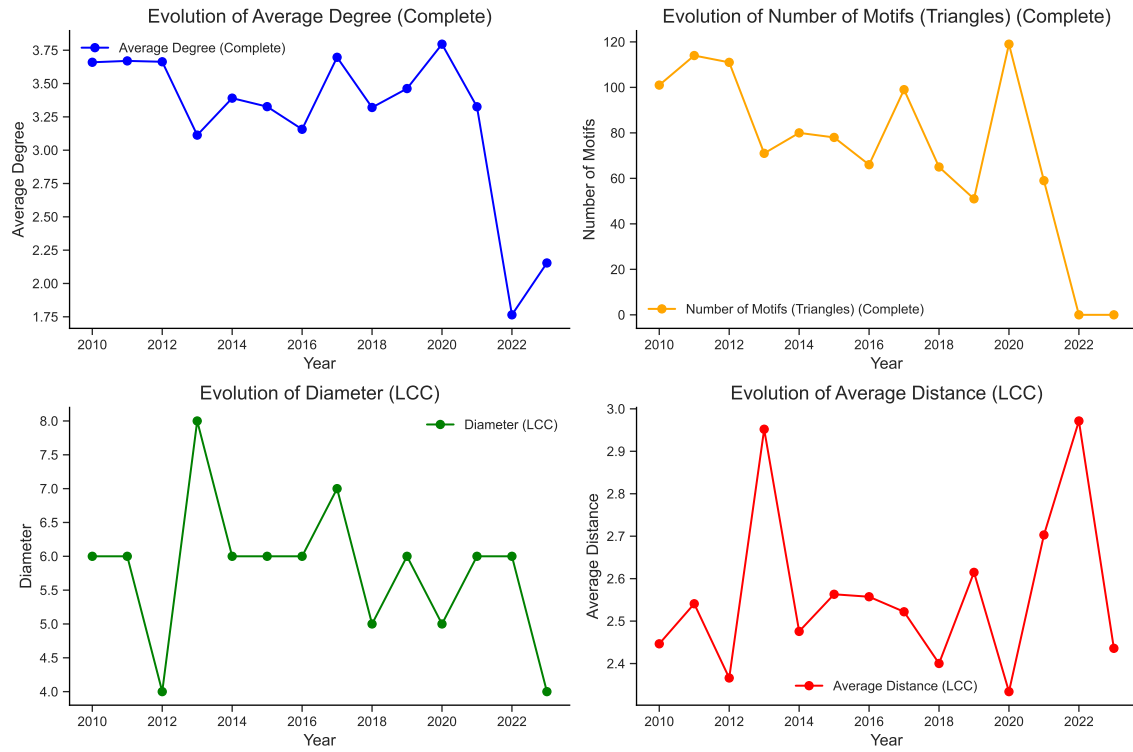 Evolution of Average Degree (Complete)
Average Degree (Complete)
3.75
3.50
3.25
3.00
2.75
2.50
2.25
2.00
1.75
Average Degree
2010 2012 2014 2016 2018 2020 2022
Year
Evolution of Number of Motifs (Triangles) (Complete)
120
100
80
60
40
20
0
Number of Motifs
Number of Motifs (Triangles) (Complete)
2010 2012 2014 2016 2018 2020 2022
Year
Evolution of Diameter (LCC)
Diameter (LCC)
8.0
7.5
7.0
6.5
6.0
5.5
5.0
4.5
4.0
Diameter
2010 2012 2014 2016 2018 2020 2022
Year
Evolution of Average Distance (LCC)
3.0
2.9
2.8
2.7
2.6
2.5
2.4
Average Distance
Average Distance (LCC)
2010 2012 2014 2016 2018 2020 2022
Year